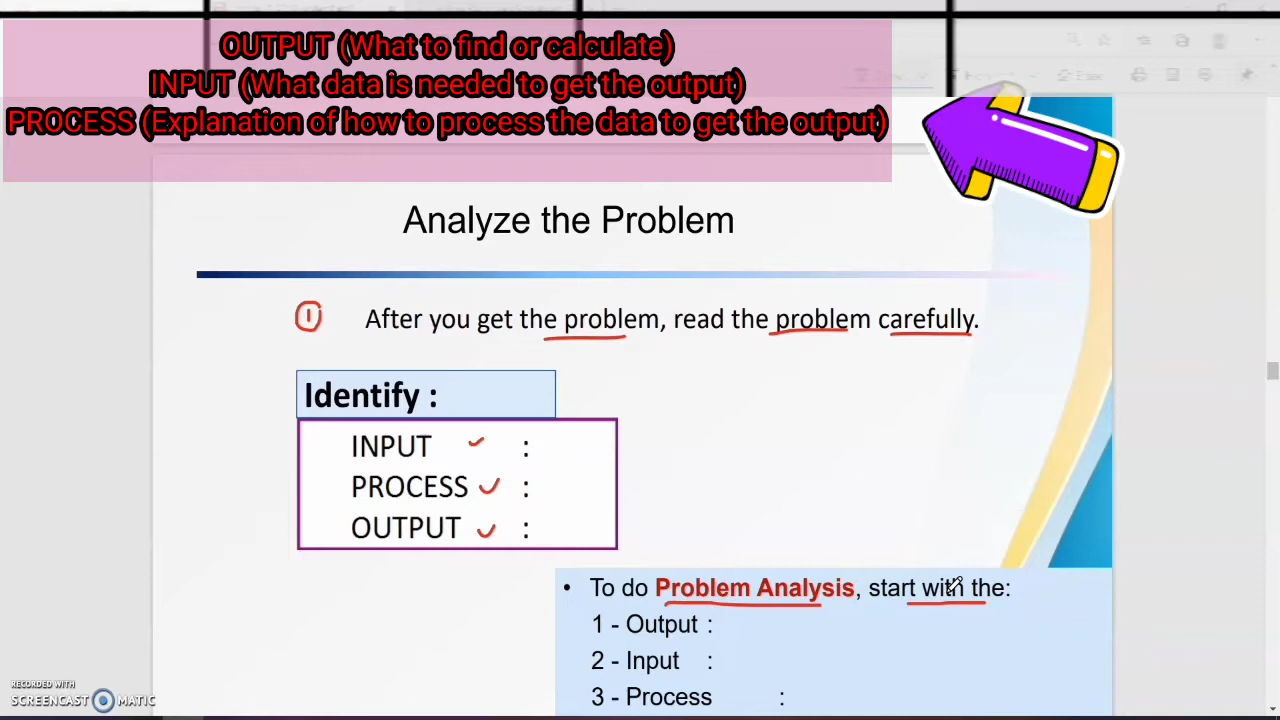 OUTPUT (What to find or calculate)
INPUT (What data is needed to get the output)
PROCESS (Explanation of how to process the data to get the output)
Analyze the Problem
1 After you get the problem, read the problem carefully.
Identify :
INPUT :
PROCESS :
OUTPUT :
• To do Problem Analysis, start with the:
1 - Output :
2 - Input :
3 - Process :
RECORDED WITH
SCREENCAST MATIC